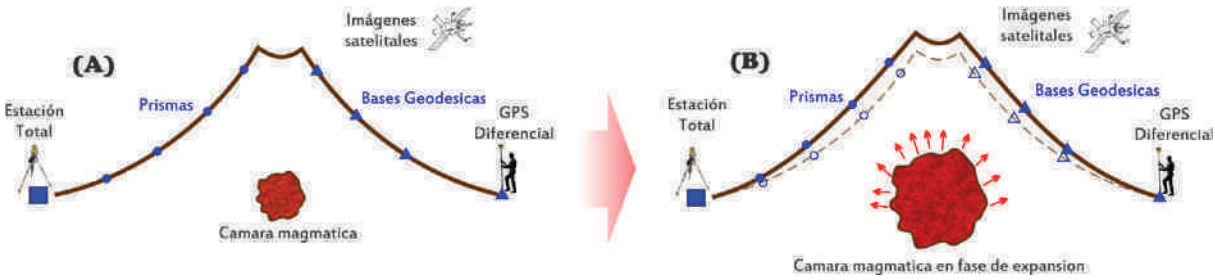 (A)
Imágenes
satelitales
Prismas
Bases Geodesicas
Estación
Total
GPS
Diferencial
Camara magmatica
(B)
Imágenes
satelitales
Prismas
Bases Geodesicas
Estación
Total
GPS
Diferencial
Camara magmatica en fase de expansion